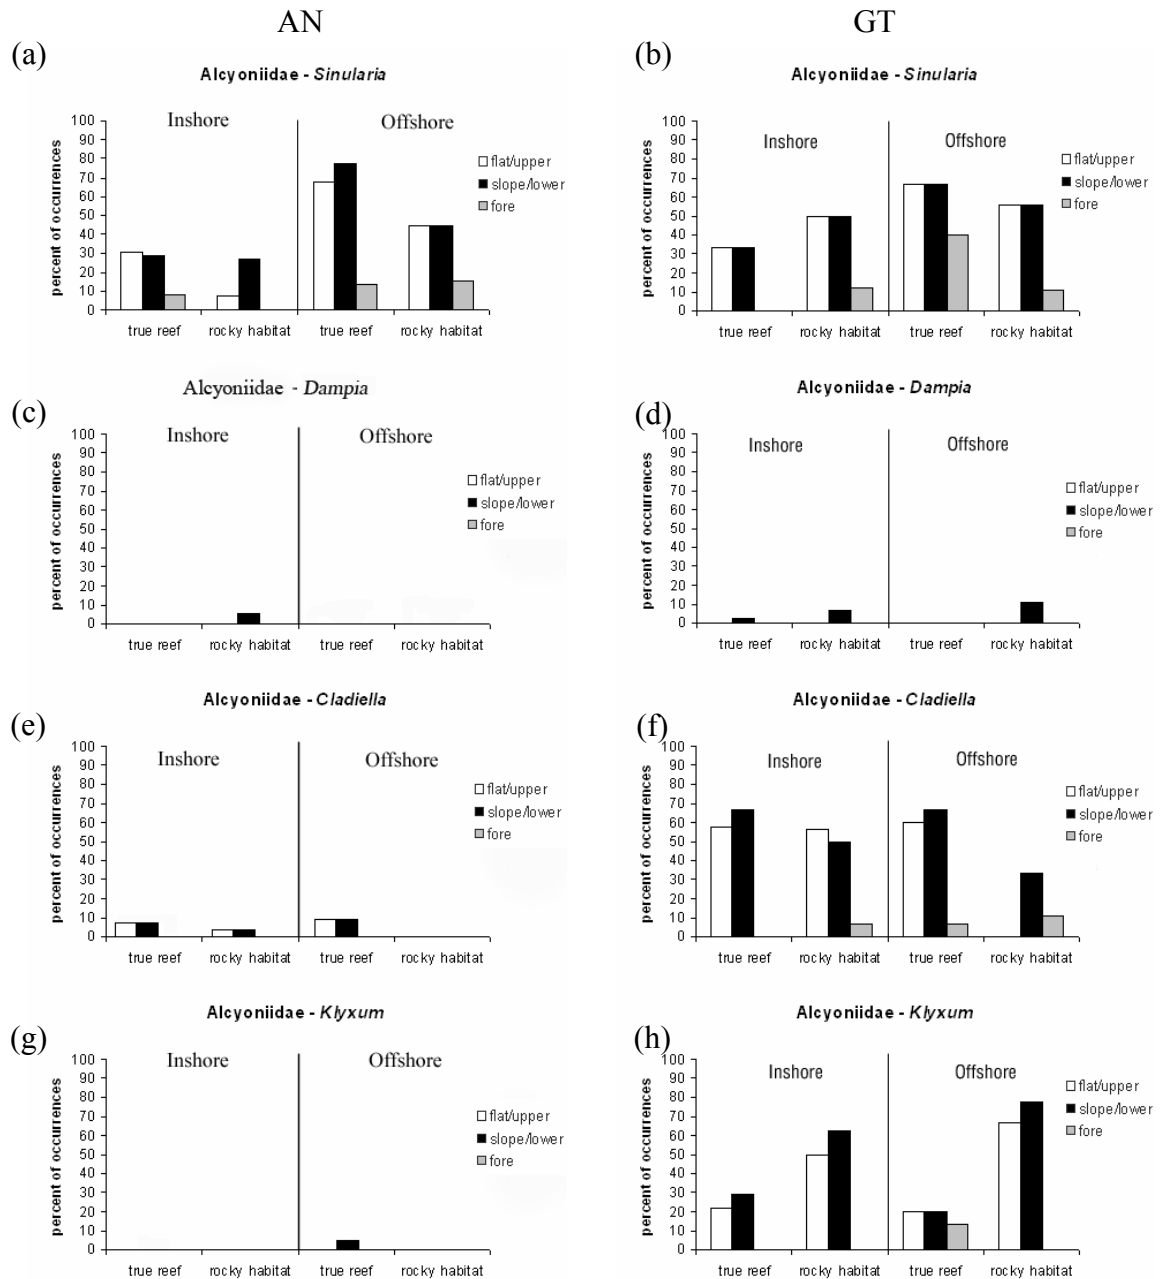 AN
GT
(a)
Alcyoniidae - Sinularia
Inshore
Offshore
percent of occurrences
100
90
80
70
60
50
40
30
20
10
0
flat/upper
slope/lower
fore
true reef rocky habitat true reef rocky habitat
(b)
Alcyoniidae - Sinularia
Inshore
Offshore
percent of occurrences
100
90
80
70
60
50
40
30
20
10
0
flat/upper
slope/lower
fore
true reef rocky habitat true reef rocky habitat
(c)
Alcyoniidae - Dampia
Inshore
Offshore
percent of occurrences
100
90
80
70
60
50
40
30
20
10
0
flat/upper
slope/lower
fore
true reef rocky habitat true reef rocky habitat
(d)
Alcyoniidae - Dampia
Inshore
Offshore
percent of occurrences
100
90
80
70
60
50
40
30
20
10
0
flat/upper
slope/lower
fore
true reef rocky habitat true reef rocky habitat
(e)
Alcyoniidae - Cladiella
Inshore
Offshore
percent of occurrences
100
90
80
70
60
50
40
30
20
10
0
flat/upper
slope/lower
fore
true reef rocky habitat true reef rocky habitat
(f)
Alcyoniidae - Cladiella
Inshore
Offshore
percent of occurrences
100
90
80
70
60
50
40
30
20
10
0
flat/upper
slope/lower
fore
true reef rocky habitat true reef rocky habitat
(g)
Alcyoniidae - Klyxum
Inshore
Offshore
percent of occurrences
100
90
80
70
60
50
40
30
20
10
0
flat/upper
slope/lower
fore
true reef rocky habitat true reef rocky habitat
(h)
Alcyoniidae - Klyxum
Inshore
Offshore
percent of occurrences
100
90
80
70
60
50
40
30
20
10
0
flat/upper
slope/lower
fore
true reef rocky habitat true reef rocky habitat